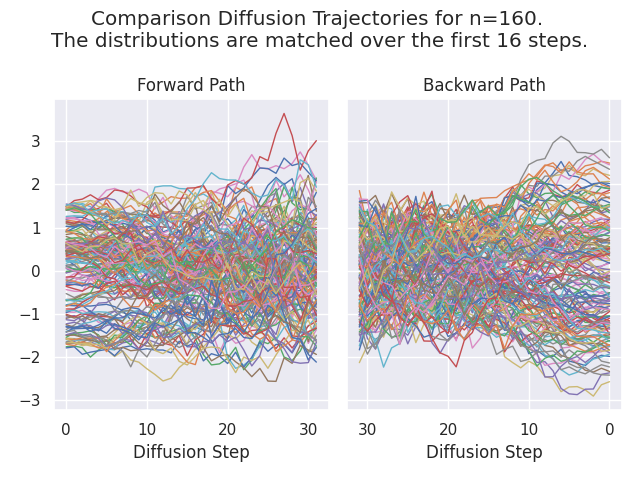 Comparison Diffusion Trajectories for n=160.
The distributions are matched over the first 16 steps.
Forward Path
Backward Path
3
2
1
0
−1
−2
−3
0 10 20 30
30 20 10 0
Diffusion Step
Diffusion Step